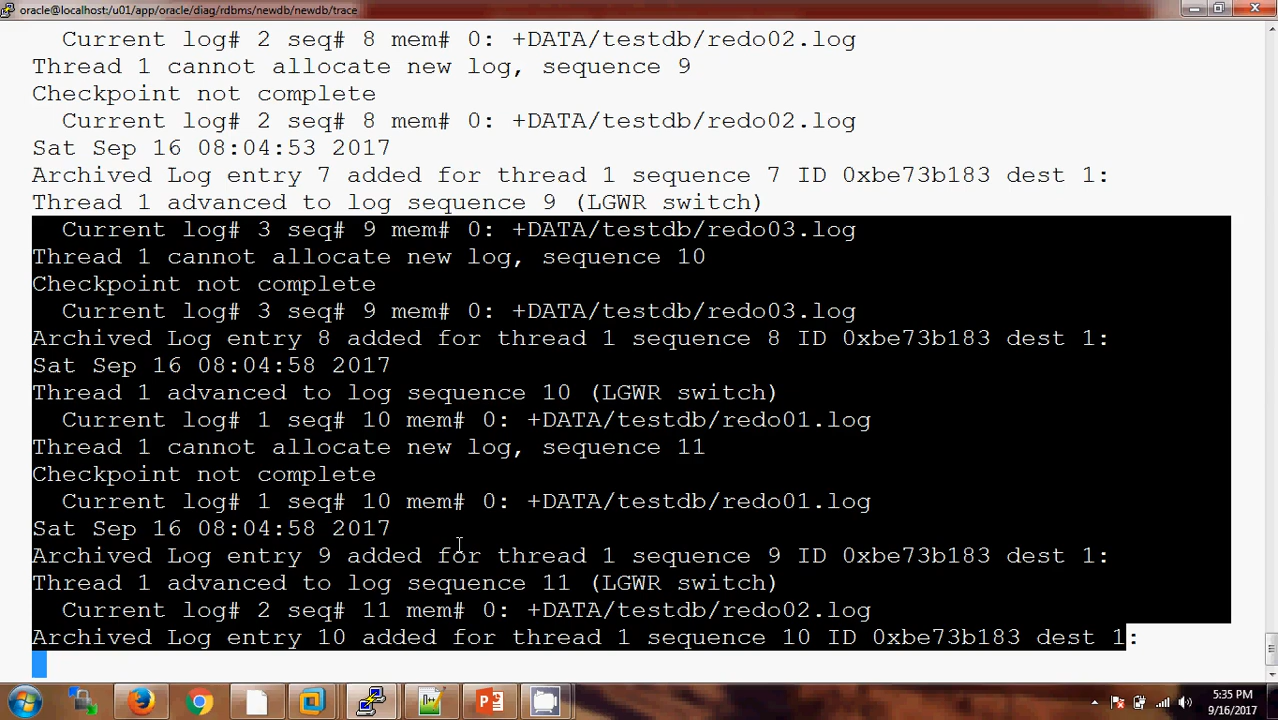 oracle@localhost:/u01/app/oracle/diag/rdbms/newdb/newdb/trace
Current log# 2 seq# 8 mem# 0: +DATA/testdb/redo02.log
Thread 1 cannot allocate new log, sequence 9
Checkpoint not complete
Current log# 2 seq# 8 mem# 0: +DATA/testdb/redo02.log
Sat Sep 16 08:04:53 2017
Archived Log entry 7 added for thread 1 sequence 7 ID 0xbe73b183 dest 1:
Thread 1 advanced to log sequence 9 (LGWR switch)
Current log# 3 seq# 9 mem# 0: +DATA/testdb/redo03.log
Thread 1 cannot allocate new log, sequence 10
Checkpoint not complete
Current log# 3 seq# 9 mem# 0: +DATA/testdb/redo03.log
Archived Log entry 8 added for thread 1 sequence 8 ID 0xbe73b183 dest 1:
Sat Sep 16 08:04:58 2017
Thread 1 advanced to log sequence 10 (LGWR switch)
Current log# 1 seq# 10 mem# 0: +DATA/testdb/redo01.log
Thread 1 cannot allocate new log, sequence 11
Checkpoint not complete
Current log# 1 seq# 10 mem# 0: +DATA/testdb/redo01.log
Sat Sep 16 08:04:58 2017
Archived Log entry 9 added for thread 1 sequence 9 ID 0xbe73b183 dest 1:
Thread 1 advanced to log sequence 11 (LGWR switch)
Current log# 2 seq# 11 mem# 0: +DATA/testdb/redo02.log
Archived Log entry 10 added for thread 1 sequence 10 ID 0xbe73b183 dest 1:
5:35 PM
9/16/2017